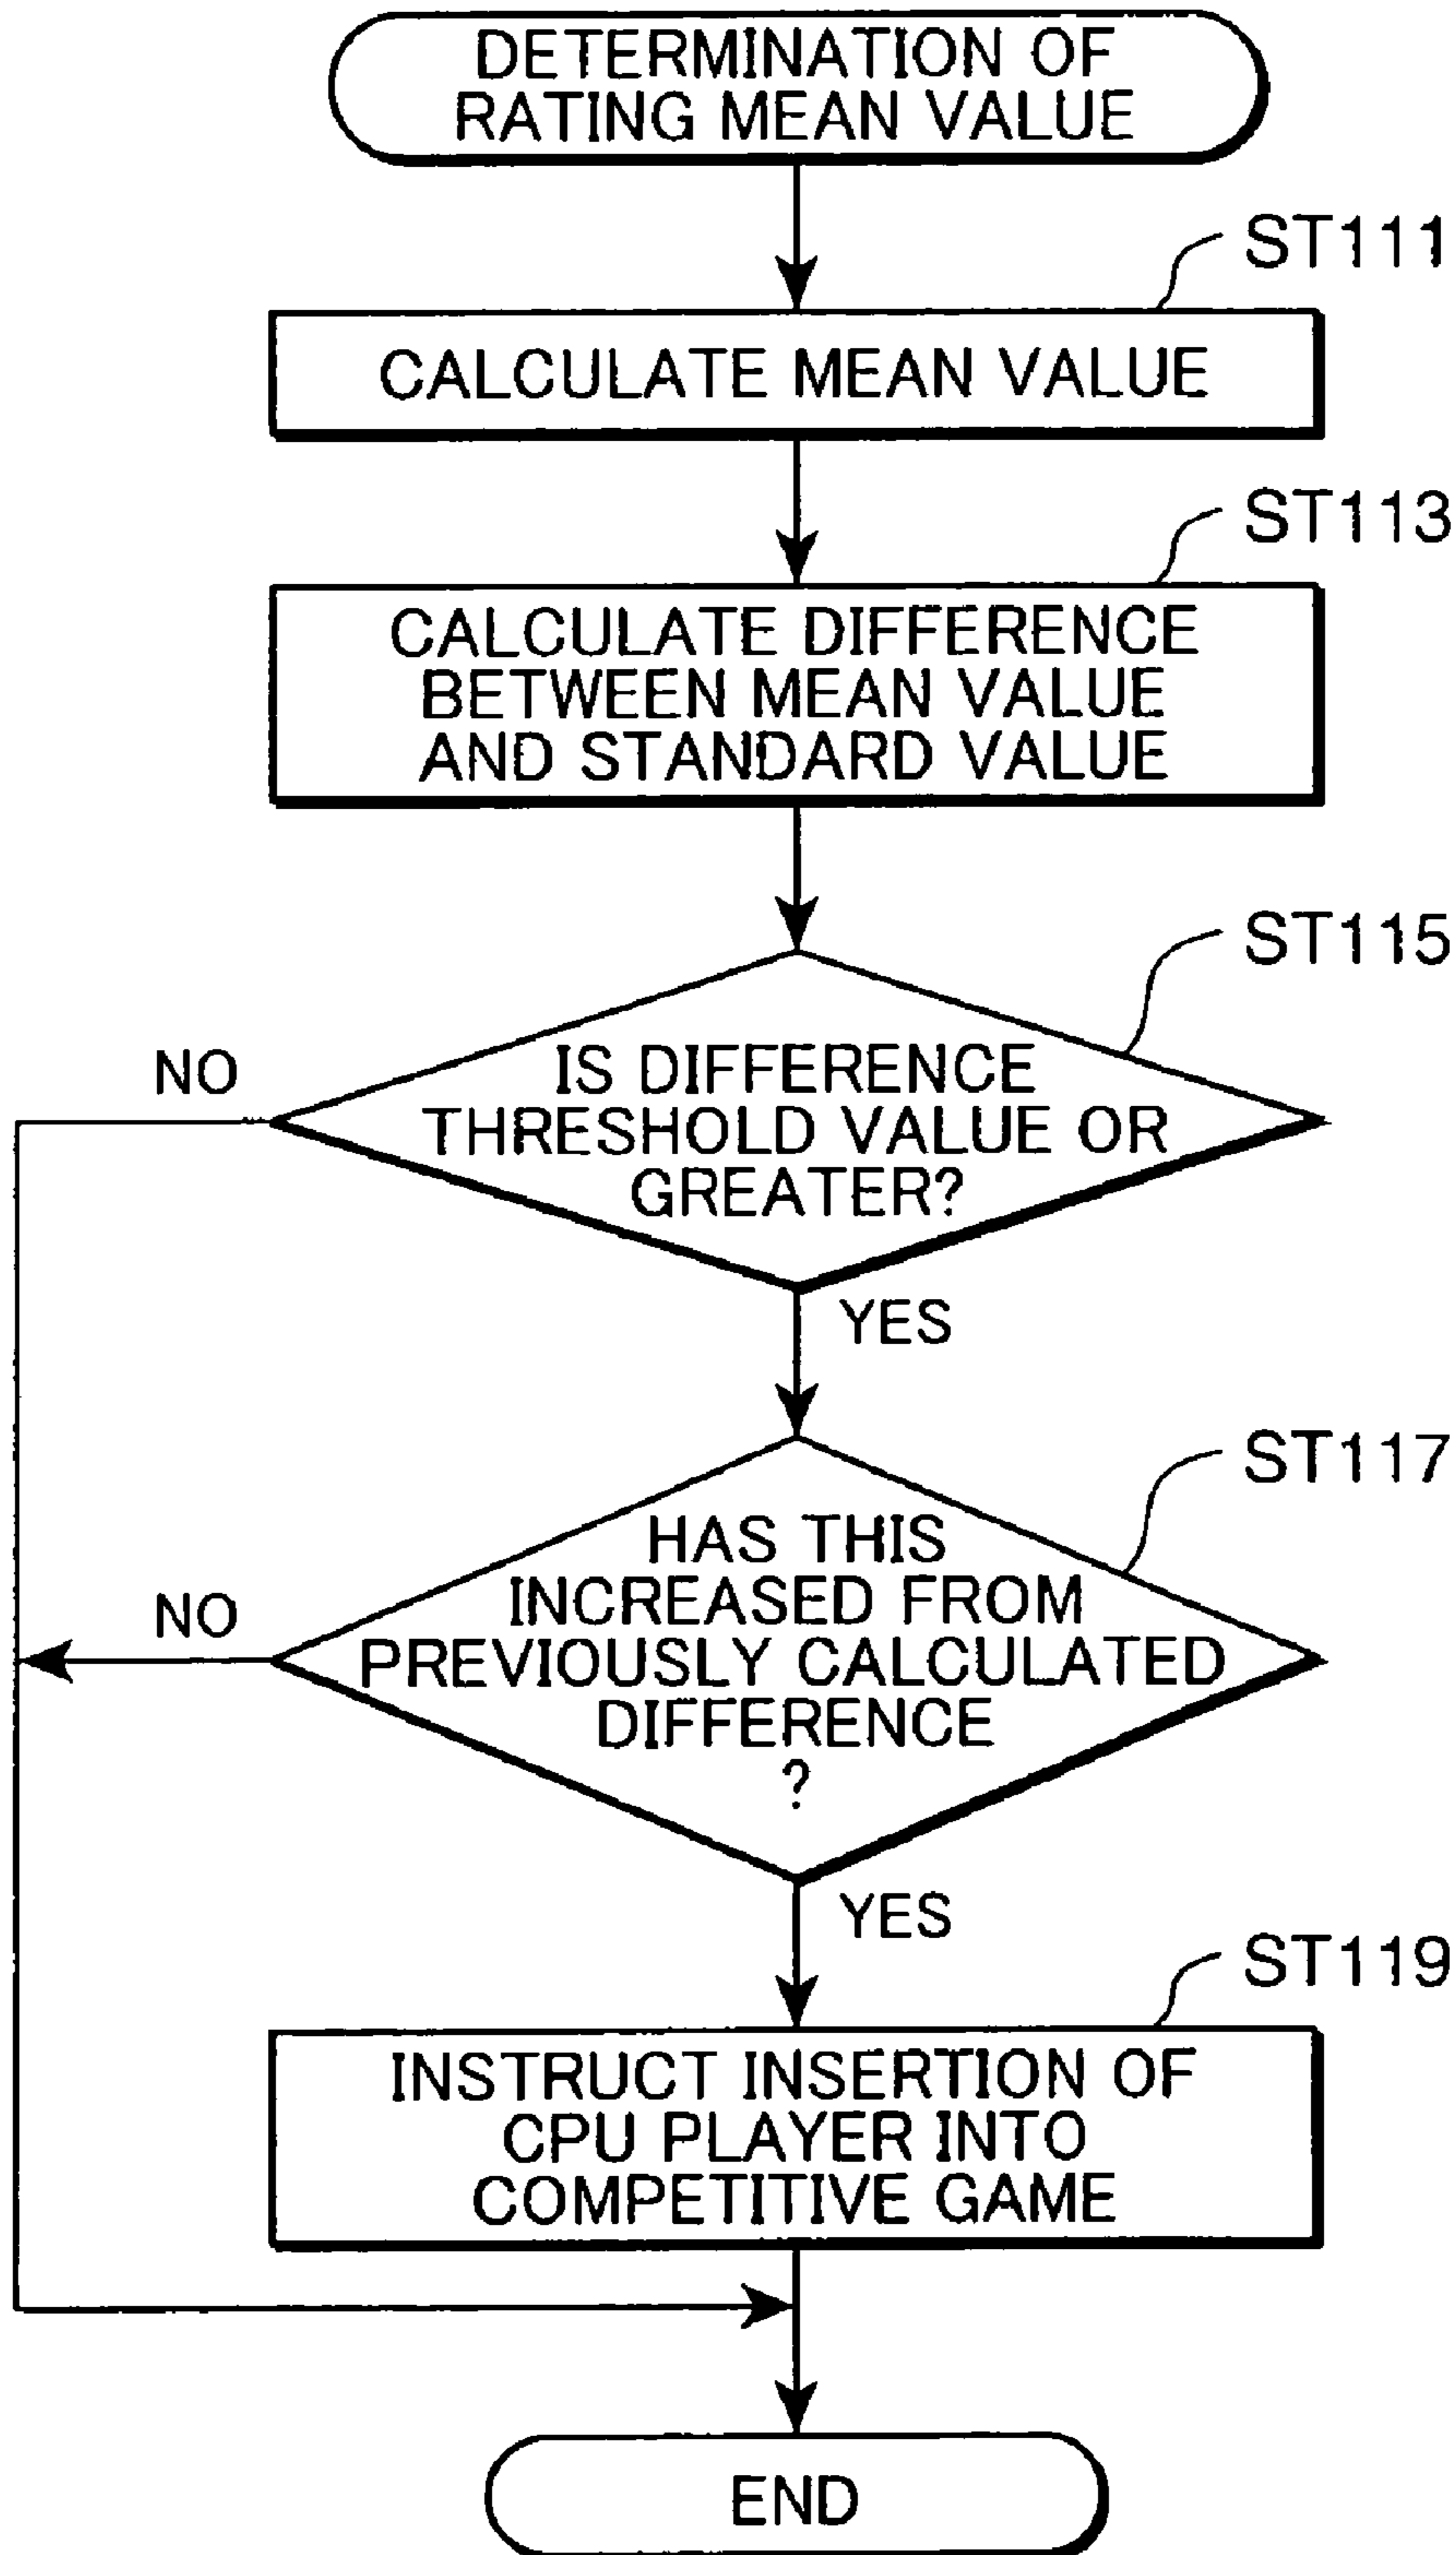 DETERMINATION OF
RATING MEAN VALUE
ST111
CALCULATE MEAN VALUE
ST113
CALCULATE DIFFERENCE
BETWEEN MEAN VALUE
AND STANDARD VALUE
ST115
NO
IS DIFFERENCE
THRESHOLD VALUE OR
GREATER?
YES
ST117
HAS THIS
INCREASED FROM
NO
PREVIOUSLY CALCULATED
DIFFERENCE
?
YES
ST119
INSTRUCT INSERTION OF
CPU PLAYER INTO
COMPETITIVE GAME
END